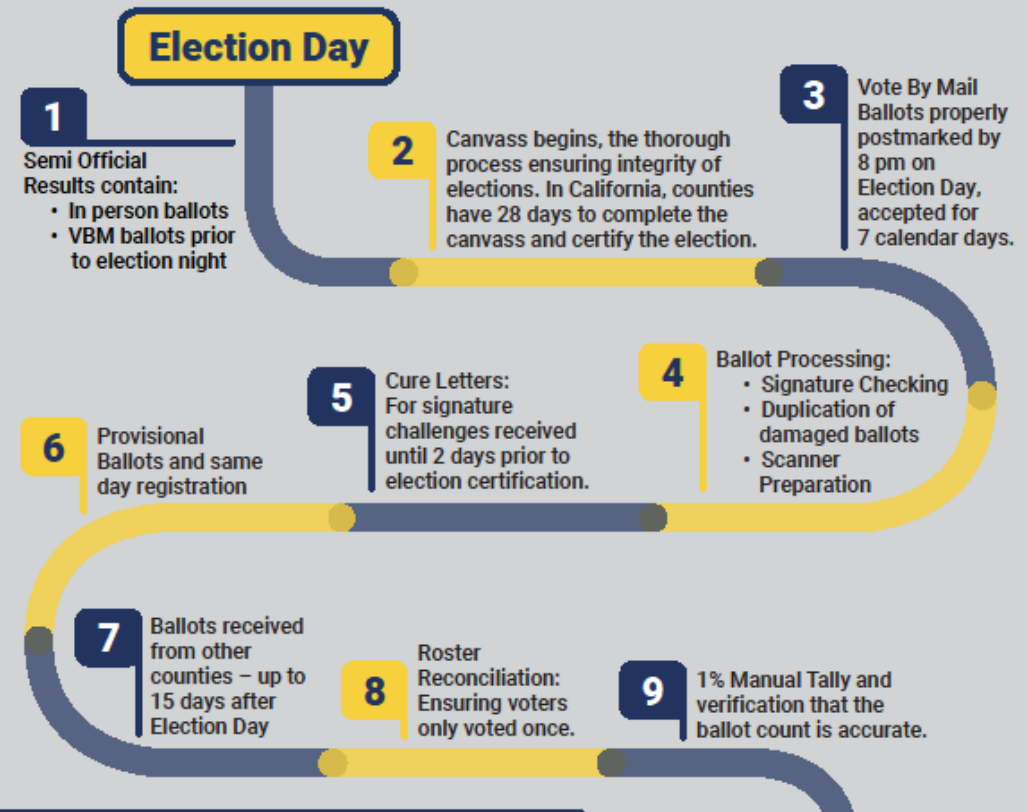 Election Day
1
Semi Official
Results contain:
• In person ballots
• VBM ballots prior
to election night
2
Canvass begins, the thorough
process ensuring integrity of
elections. In California, counties
have 28 days to complete the
canvass and certify the election.
3
Vote By Mail
Ballots properly
postmarked by
8 pm on
Election Day,
accepted for
7 calendar days.
4
Ballot Processing:
• Signature Checking
• Duplication of
damaged ballots
• Scanner
Preparation
5
Cure Letters:
For signature
challenges received
until 2 days prior to
election certification.
6
Provisional
Ballots and same
day registration
7
Ballots received
from other
counties – up to
15 days after
Election Day
8
Roster
Reconciliation:
Ensuring voters
only voted once.
9
1% Manual Tally and
verification that the
ballot count is accurate.